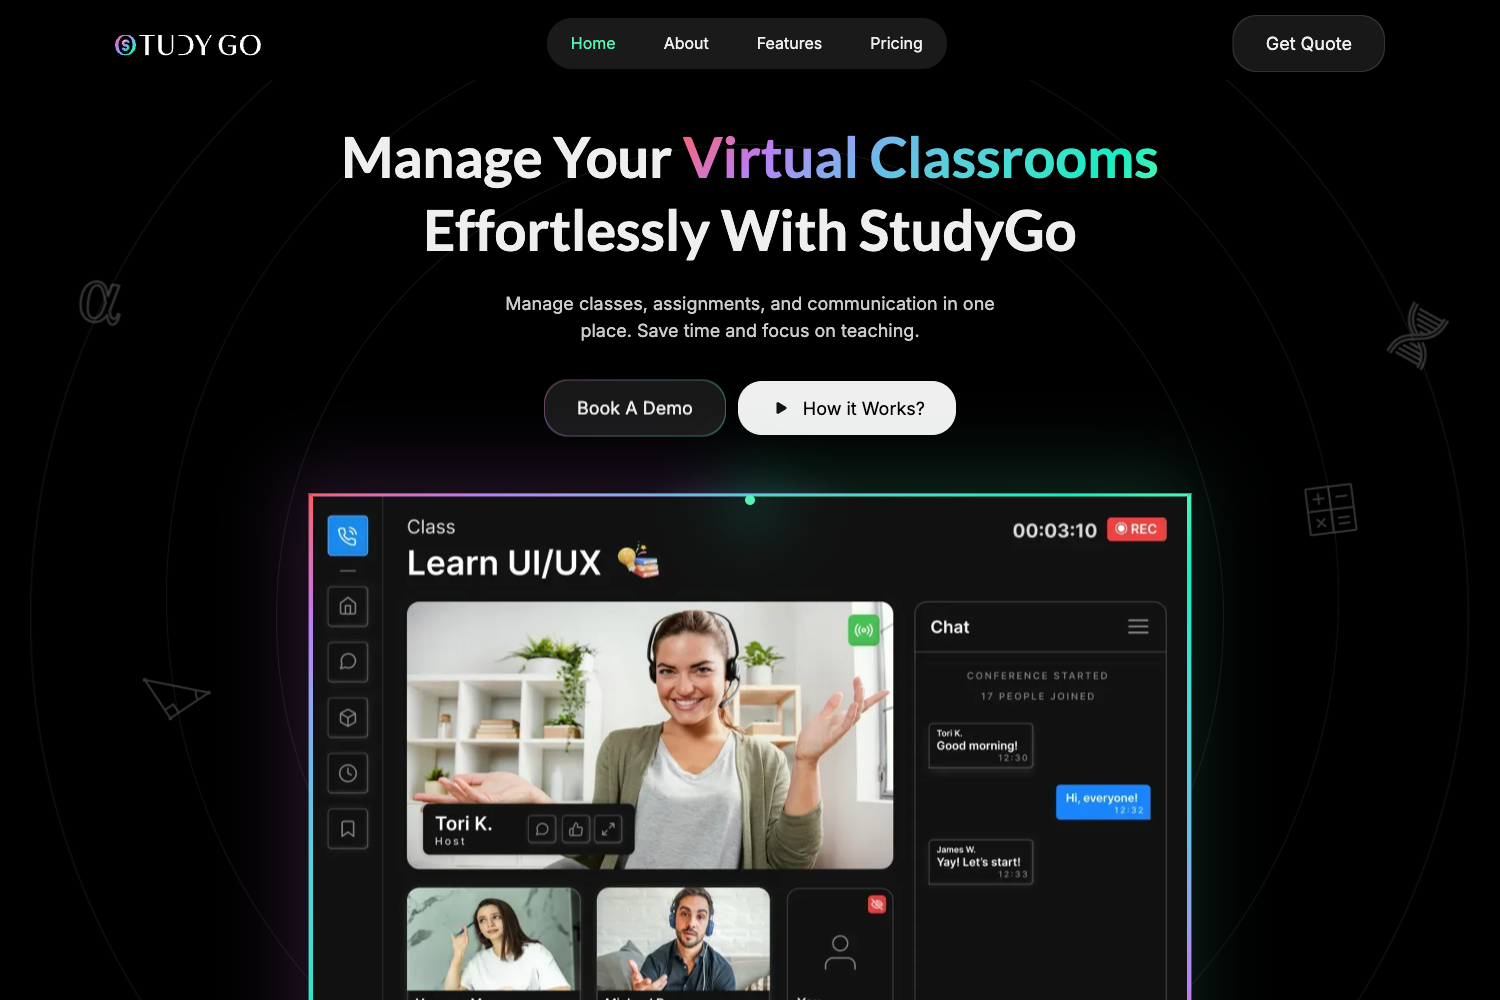 STUDY GO
Home
About
Features
Pricing
Get Quote
Manage Your Virtual Classrooms
Effortlessly With StudyGo
Manage classes, assignments, and communication in one
place. Save time and focus on teaching.
Book A Demo
How it Works?
Class
Learn UI/UX
00:03:10
REC
Tori K.
Host
Chat
CONFERENCE STARTED
17 PEOPLE JOINED
Tori K.
Good morning!
12:30
Hi, everyone!
12:32
James W.
Yay! Let's start!
12:33